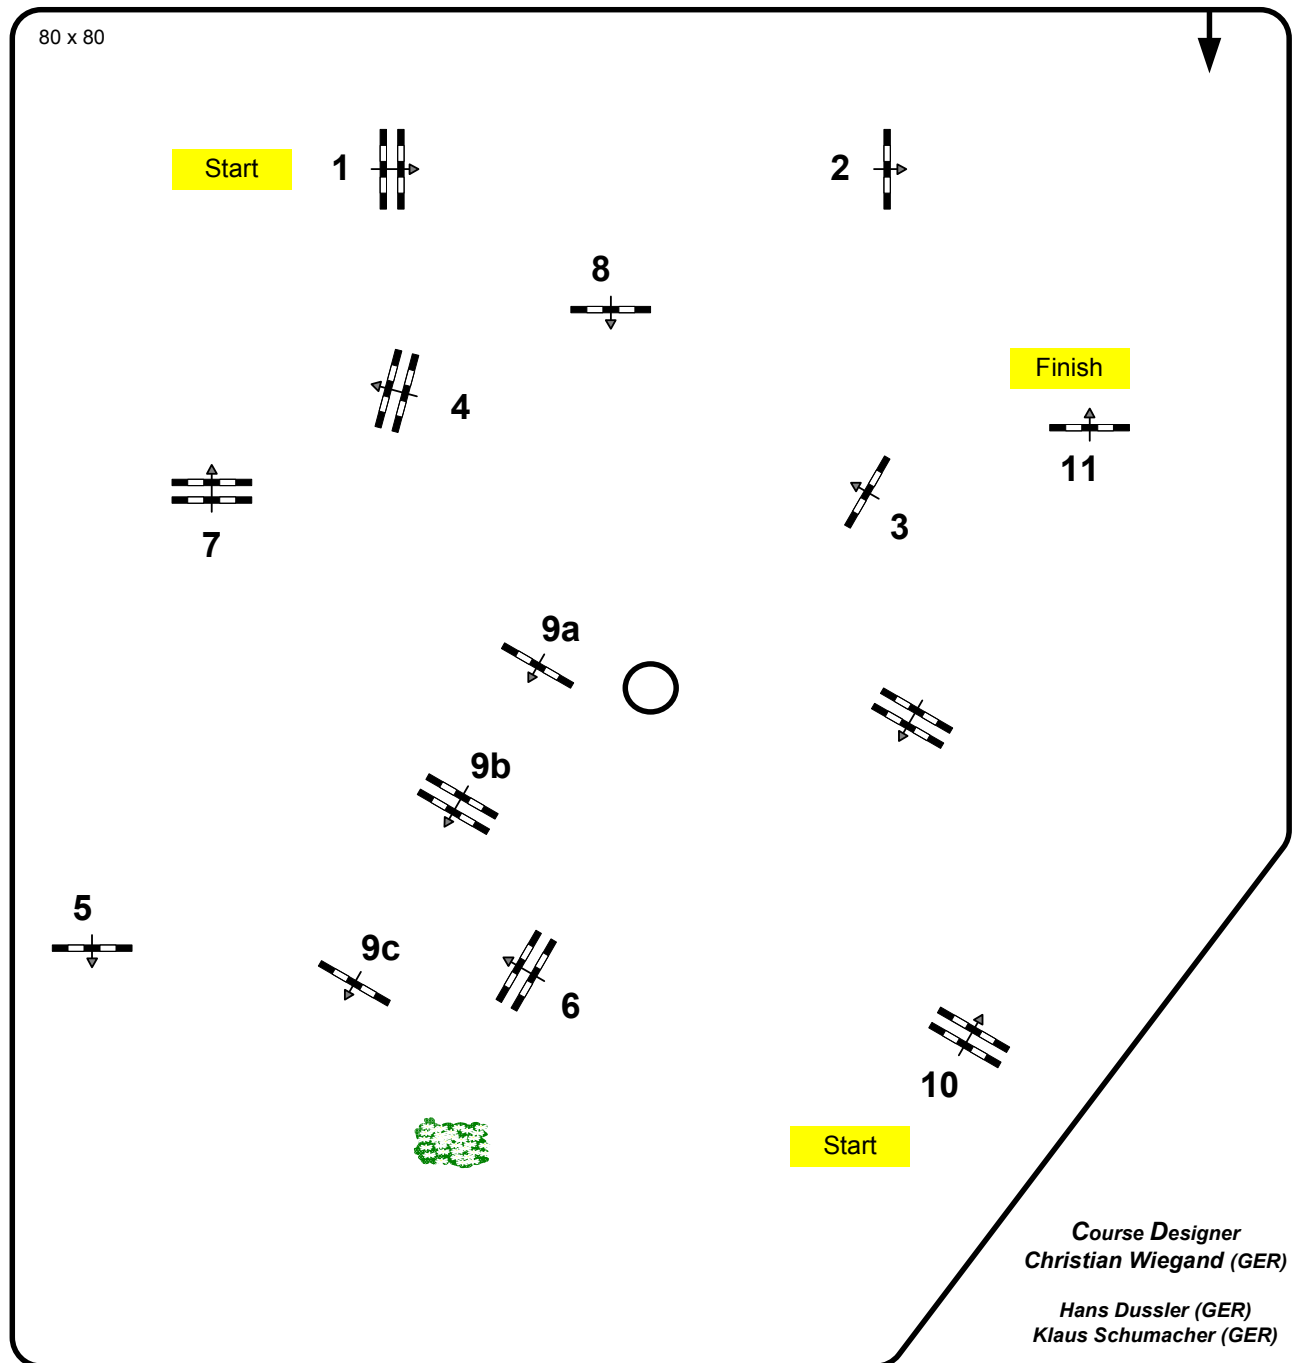 80 x 80
Start
1
2
8
Finish
4
11
7
3
9a
9b
5
9c
6
10
Start
Course Designer
Christian Wiegand (GER)
Hans Dussler (GER)
Klaus Schumacher (GER)